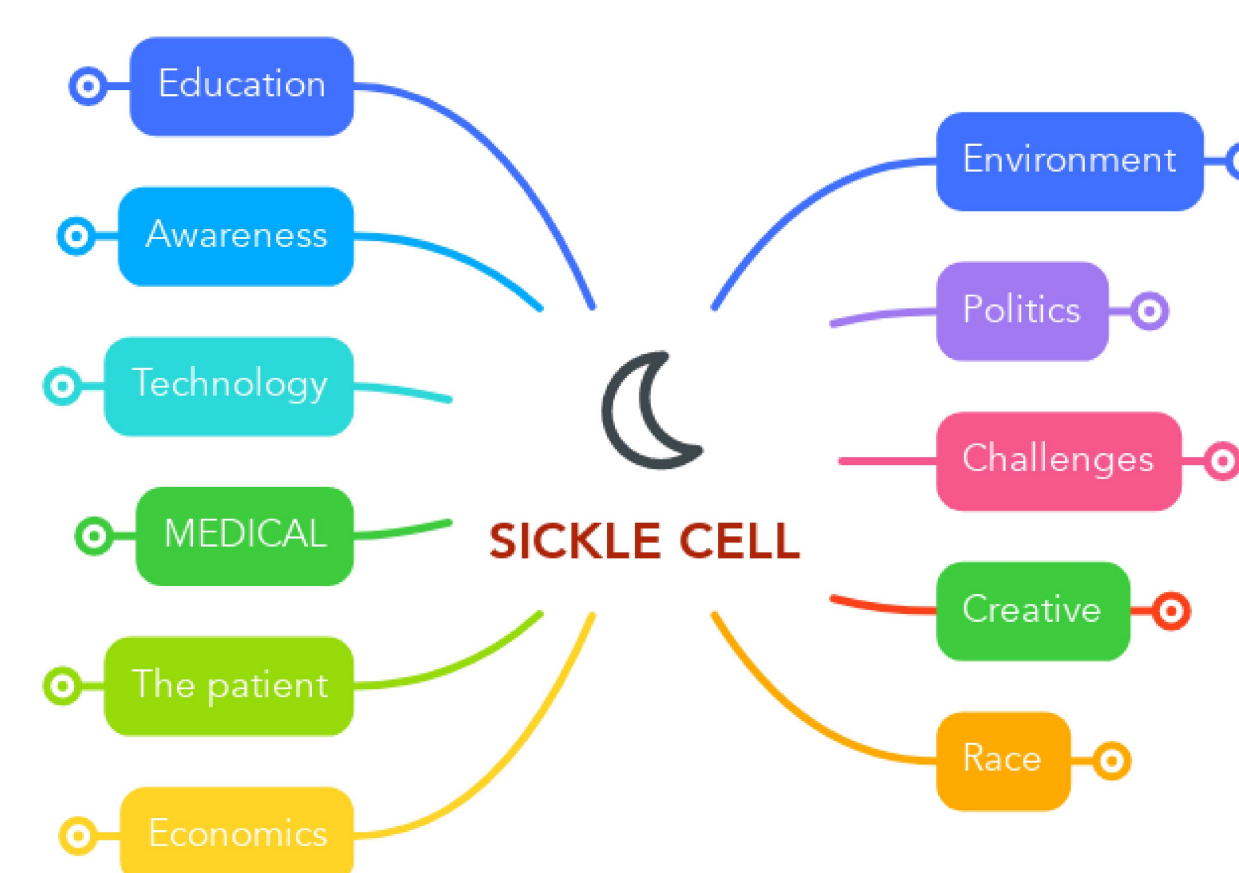 Education
Awareness
Technology
MEDICAL
The patient
Economics
SICKLE CELL
Environment
Politics
Challenges
Creative
Race